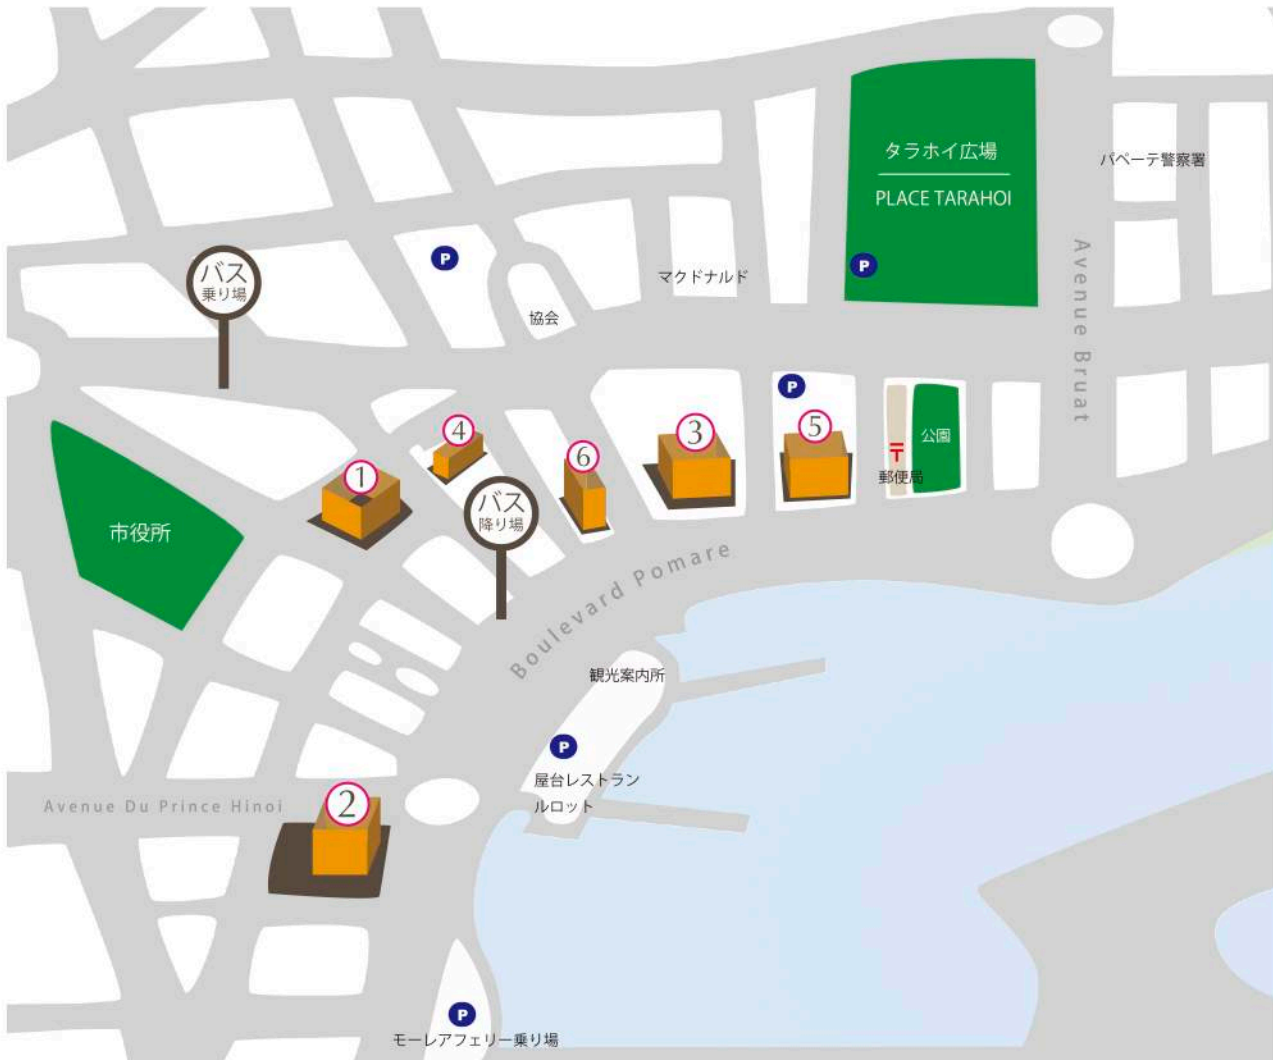 タラホイ広場
PLACE TARAHOI
パペーテ警察署
Avenue Bruat
P
P
バス
乗り場
マクドナルド
協会
P
4
3
5
公園
〒
郵便局
6
1
バス
降り場
市役所
Boulevard Pomare
観光案内所
P
屋台レストラン
ルロット
Avenue Du Prince Hinoi
2
P
モーレアフェリー乗り場